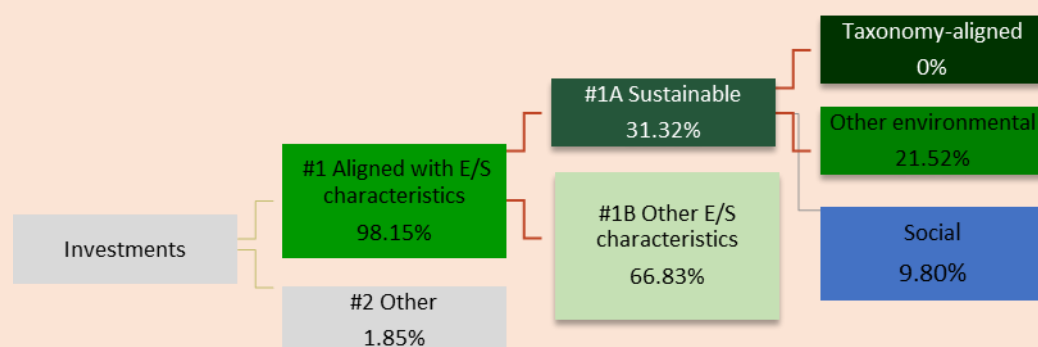 Taxonomy-aligned
0%
#1A Sustainable
31.32%
Other environmental
21.52%
#1 Aligned with E/S
characteristics
98.15%
#1B Other E/S
characteristics
66.83%
Social
9.80%
Investments
#2 Other
1.85%